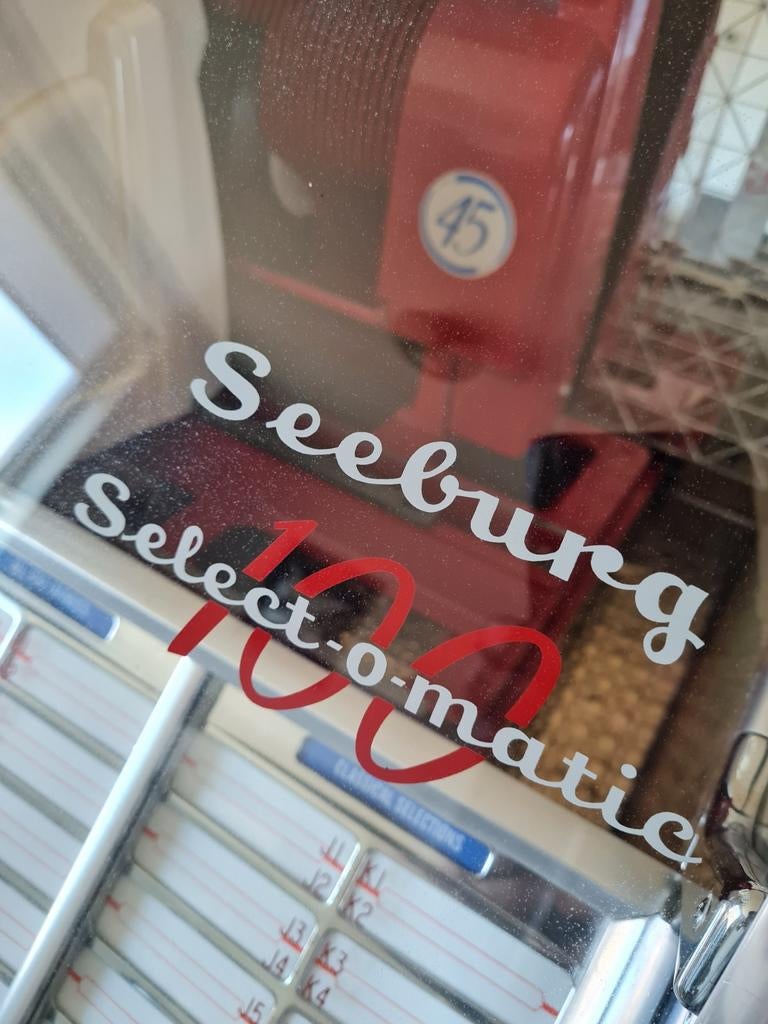 45
Seeburg
Select-o-matic
100
CLASSICAL SELECTIONS
J1 K1
J2 K2
J3 K3
J4 K4
J5